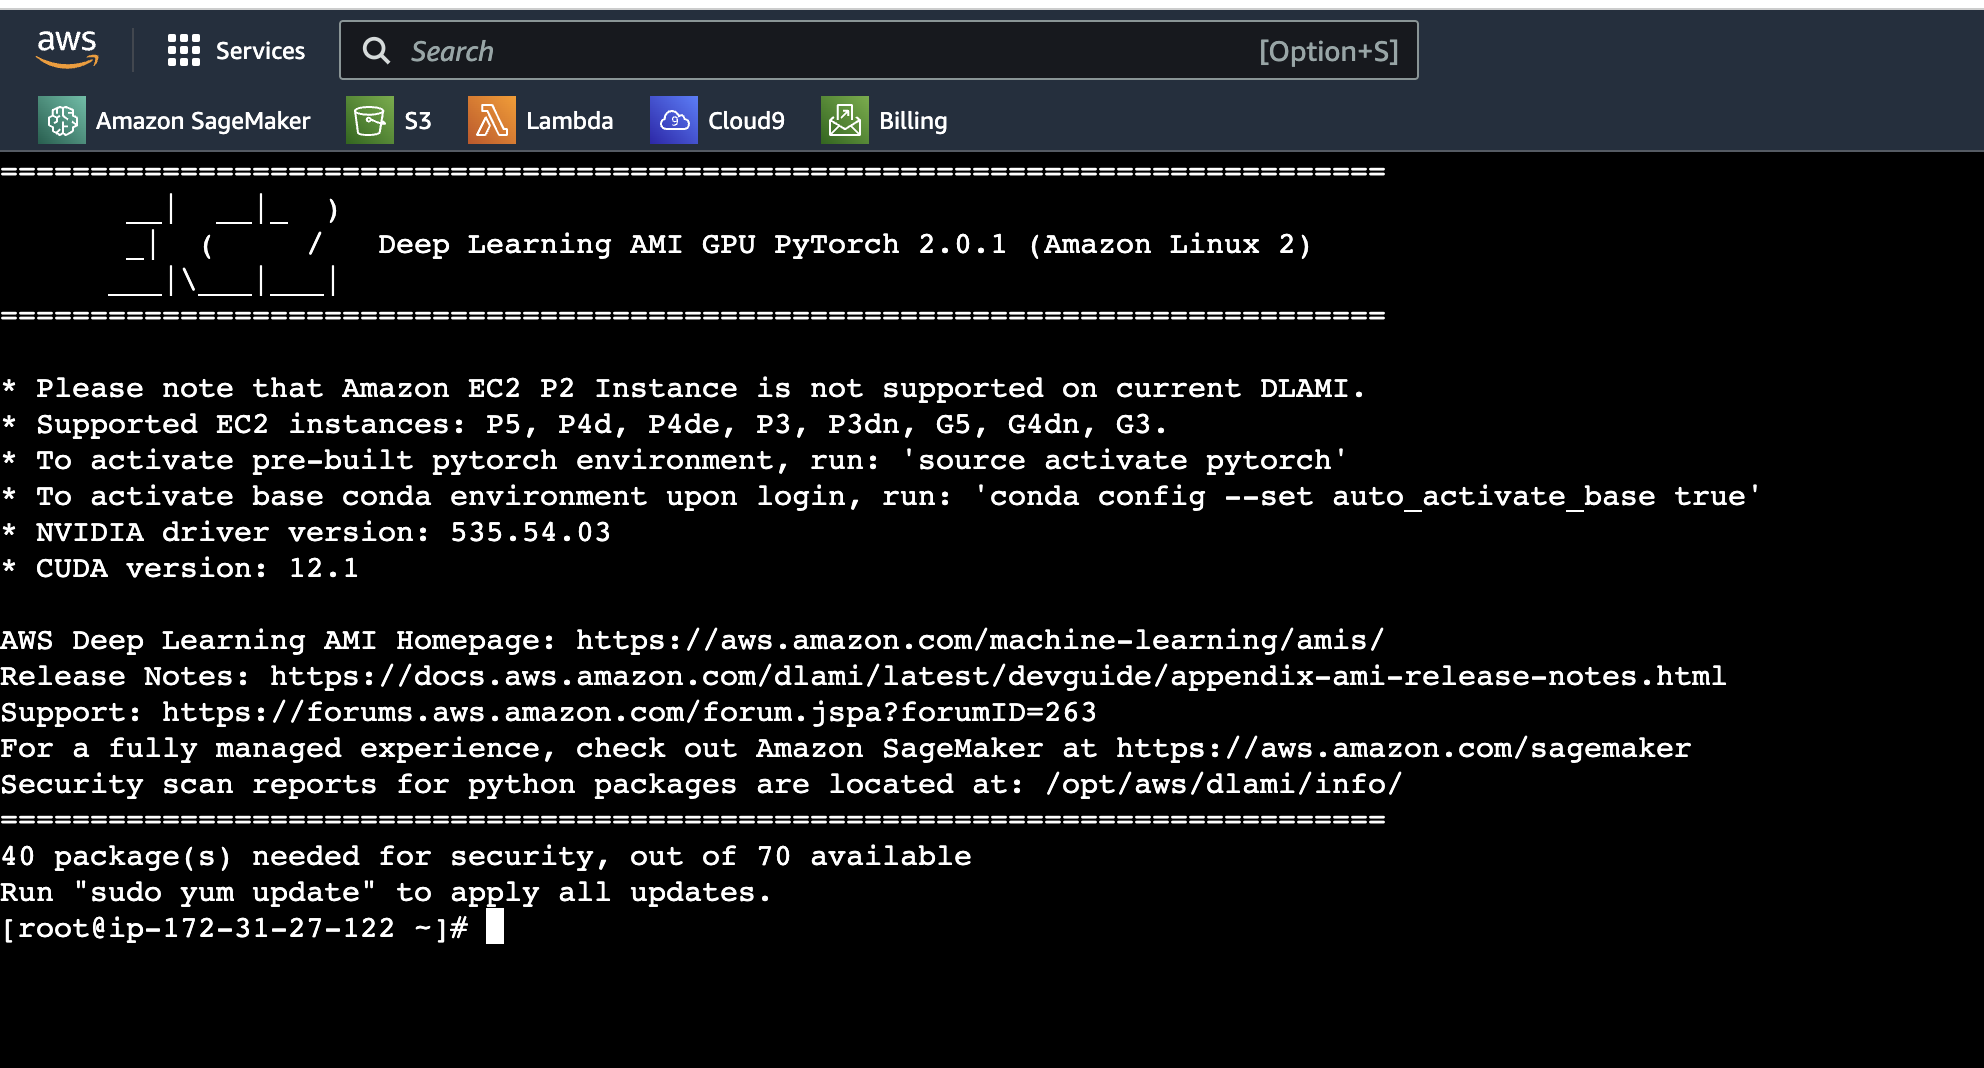 aws Services Search [Option+S]
Amazon SageMaker S3 Lambda Cloud9 Billing
=============================================================================
       __|  __|_  )
       _|  (     /   Deep Learning AMI GPU PyTorch 2.0.1 (Amazon Linux 2)
      ___|\___|___|
=============================================================================
* Please note that Amazon EC2 P2 Instance is not supported on current DLAMI.
* Supported EC2 instances: P5, P4d, P4de, P3, P3dn, G5, G4dn, G3.
* To activate pre-built pytorch environment, run: 'source activate pytorch'
* To activate base conda environment upon login, run: 'conda config --set auto_activate_base true'
* NVIDIA driver version: 535.54.03
* CUDA version: 12.1
AWS Deep Learning AMI Homepage: https://aws.amazon.com/machine-learning/amis/
Release Notes: https://docs.aws.amazon.com/dlami/latest/devguide/appendix-ami-release-notes.html
Support: https://forums.aws.amazon.com/forum.jspa?forumID=263
For a fully managed experience, check out Amazon SageMaker at https://aws.amazon.com/sagemaker
Security scan reports for python packages are located at: /opt/aws/dlami/info/
=============================================================================
40 package(s) needed for security, out of 70 available
Run "sudo yum update" to apply all updates.
[root@ip-172-31-27-122 ~]#